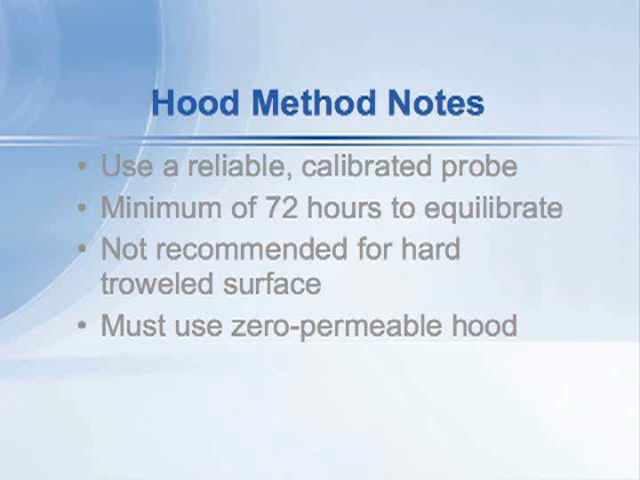 Hood Method Notes
• Use a reliable, calibrated probe
• Minimum of 72 hours to equilibrate
• Not recommended for hard
troweled surface
• Must use zero-permeable hood